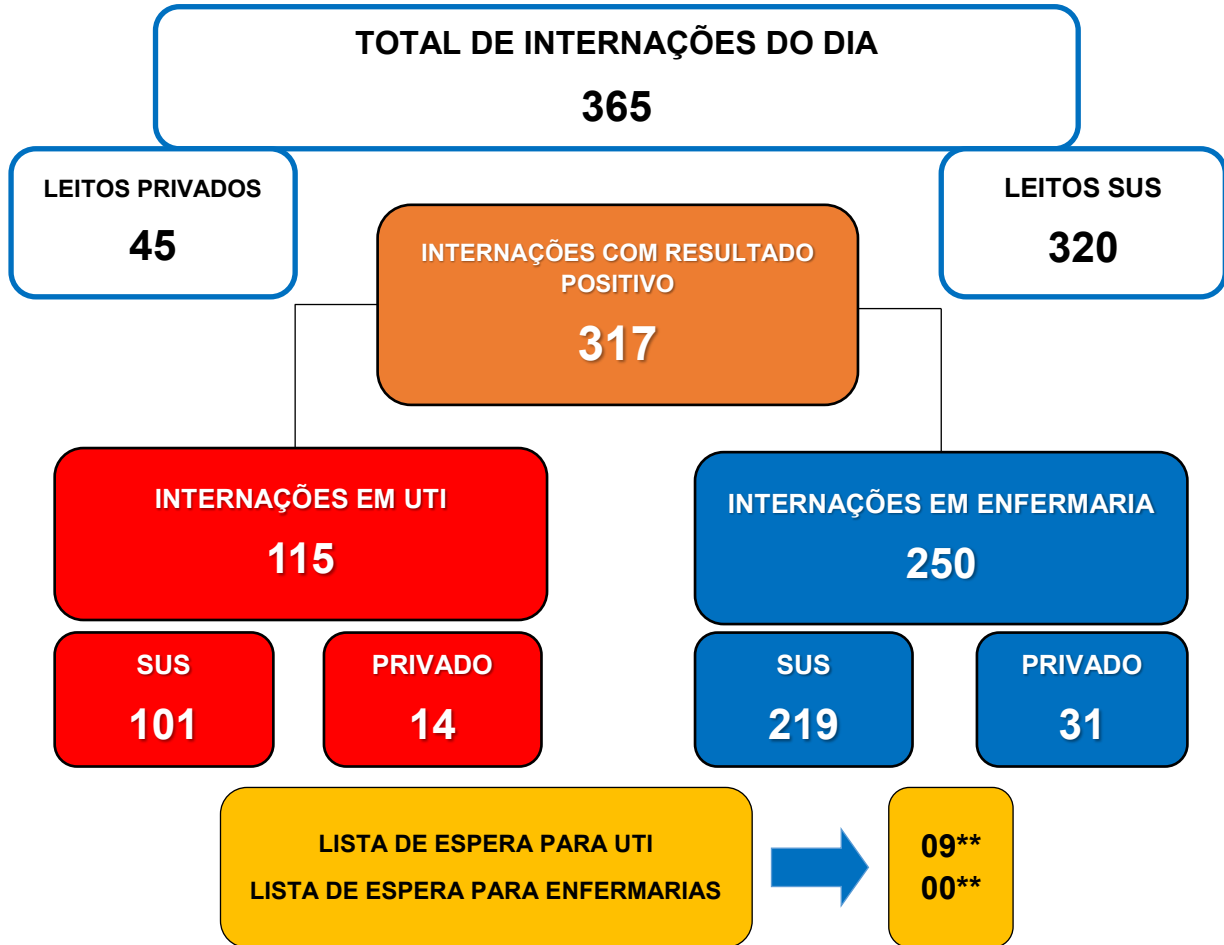 TOTAL DE INTERNAÇÕES DO DIA
365
LEITOS PRIVADOS
45
LEITOS SUS
320
INTERNAÇÕES COM RESULTADO
POSITIVO
317
INTERNAÇÕES EM UTI
115
INTERNAÇÕES EM ENFERMARIA
250
SUS
101
PRIVADO
14
SUS
219
PRIVADO
31
LISTA DE ESPERA PARA UTI
LISTA DE ESPERA PARA ENFERMARIAS
09**
00**